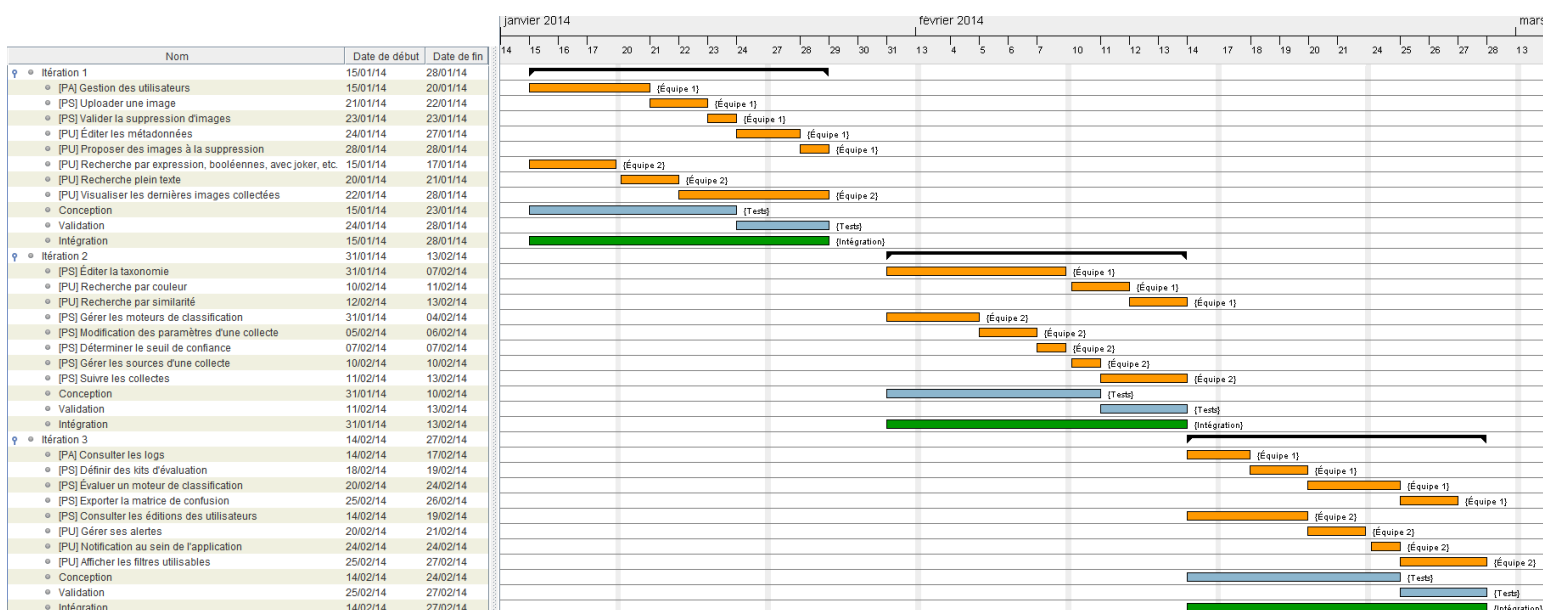 janvier 2014 février 2014 mars
14 15 16 17 20 21 22 23 24 27 28 29 30 31 13 4 5 6 7 10 11 12 13 14 17 18 19 20 21 24 25 26 27 28 13
Nom Date de début Date de fin
Itération 1 15/01/14 28/01/14
[PA] Gestion des utilisateurs 15/01/14 20/01/14 {Équipe 1}
[PS] Uploader une image 21/01/14 22/01/14 {Équipe 1}
[PS] Valider la suppression d'images 23/01/14 23/01/14 {Équipe 1}
[PU] Éditer les métadonnées 24/01/14 27/01/14 {Équipe 1}
[PU] Proposer des images à la suppression 28/01/14 28/01/14 {Équipe 1}
[PU] Recherche par expression, booléennes, avec joker, etc. 15/01/14 17/01/14 {Équipe 2}
[PU] Recherche plein texte 20/01/14 21/01/14 {Équipe 2}
[PU] Visualiser les dernières images collectées 22/01/14 28/01/14 {Équipe 2}
Conception 15/01/14 23/01/14 {Tests}
Validation 24/01/14 28/01/14 {Tests}
Intégration 15/01/14 28/01/14 {Intégration}
Itération 2 31/01/14 13/02/14
[PS] Éditer la taxonomie 31/01/14 07/02/14 {Équipe 1}
[PU] Recherche par couleur 10/02/14 11/02/14 {Équipe 1}
[PU] Recherche par similarité 12/02/14 13/02/14 {Équipe 1}
[PS] Gérer les moteurs de classification 31/01/14 04/02/14 {Équipe 2}
[PS] Modification des paramètres d'une collecte 05/02/14 06/02/14 {Équipe 2}
[PS] Déterminer le seuil de confiance 07/02/14 07/02/14 {Équipe 2}
[PS] Gérer les sources d'une collecte 10/02/14 10/02/14 {Équipe 2}
[PS] Suivre les collectes 11/02/14 13/02/14 {Équipe 2}
Conception 31/01/14 10/02/14 {Tests}
Validation 11/02/14 13/02/14 {Tests}
Intégration 31/01/14 13/02/14 {Intégration}
Itération 3 14/02/14 27/02/14
[PA] Consulter les logs 14/02/14 17/02/14 {Équipe 1}
[PS] Définir des kits d'évaluation 18/02/14 19/02/14 {Équipe 1}
[PS] Évaluer un moteur de classification 20/02/14 24/02/14 {Équipe 1}
[PS] Exporter la matrice de confusion 25/02/14 26/02/14 {Équipe 1}
[PS] Consulter les éditions des utilisateurs 14/02/14 19/02/14 {Équipe 2}
[PU] Gérer ses alertes 20/02/14 21/02/14 {Équipe 2}
[PU] Notification au sein de l'application 24/02/14 24/02/14 {Équipe 2}
[PU] Afficher les filtres utilisables 25/02/14 27/02/14 {Équipe 2}
Conception 14/02/14 24/02/14 {Tests}
Validation 25/02/14 27/02/14 {Tests}
Intégration 14/02/14 27/02/14 {Intégration}